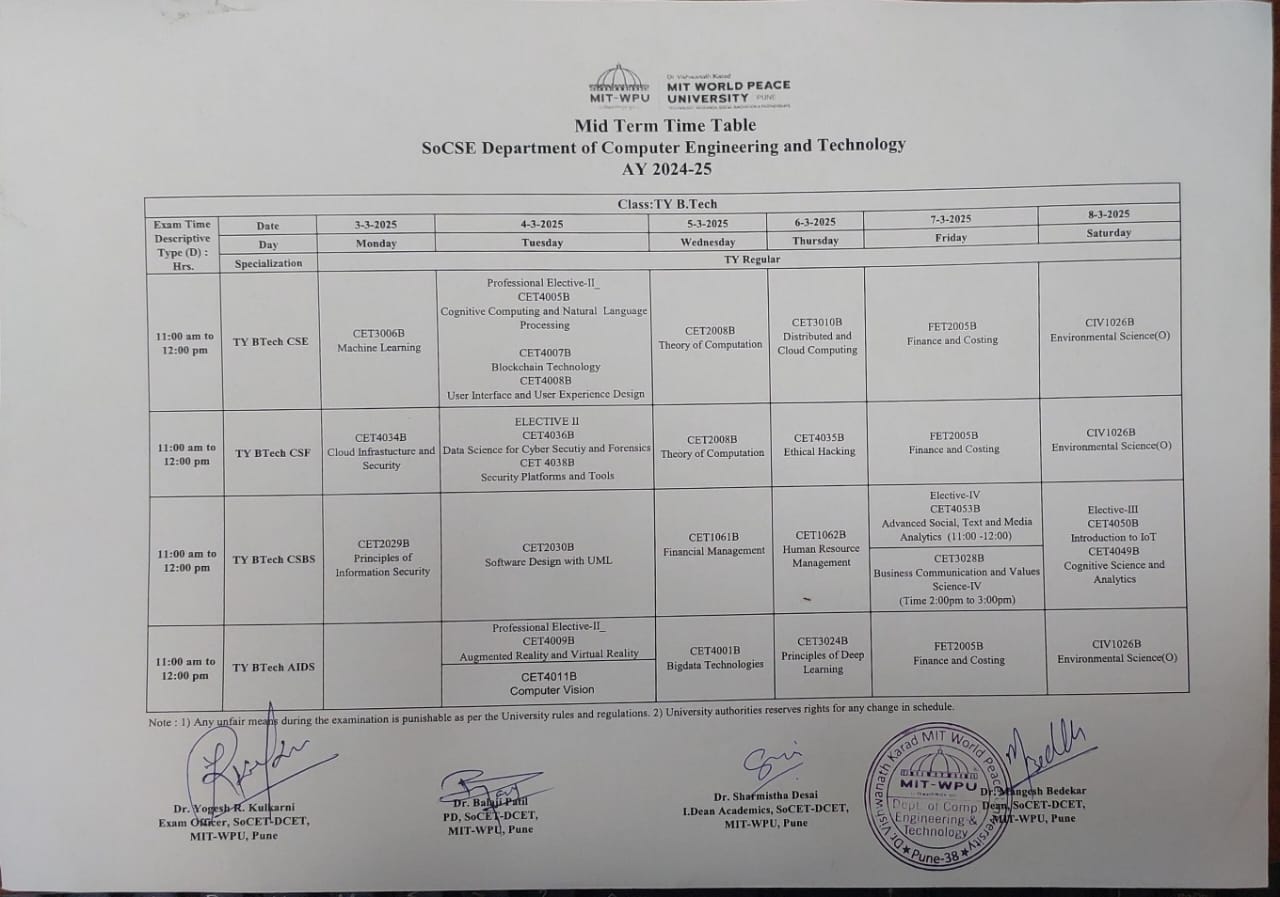 Dr. Vishwanath Karad
MIT-WPU
MIT WORLD PEACE
UNIVERSITY PUNE
Mid Term Time Table
SoCSE Department of Computer Engineering and Technology
AY 2024-25
Class:TY B.Tech
Exam Time
Descriptive
Type (D) :
Hrs.
Date
3-3-2025
4-3-2025
5-3-2025
6-3-2025
7-3-2025
8-3-2025
Day
Monday
Tuesday
Wednesday
Thursday
Friday
Saturday
Specialization
TY Regular
11:00 am to
12:00 pm
TY BTech CSE
CET3006B
Machine Learning
Professional Elective-II_
CET4005B
Cognitive Computing and Natural Language
Processing
CET4007B
Blockchain Technology
CET4008B
User Interface and User Experience Design
CET2008B
Theory of Computation
CET3010B
Distributed and
Cloud Computing
FET2005B
Finance and Costing
CIV1026B
Environmental Science(O)
11:00 am to
12:00 pm
TY BTech CSF
CET4034B
Cloud Infrastucture and
Security
ELECTIVE II
CET4036B
Data Science for Cyber Secutiy and Forensics
CET 4038B
Security Platforms and Tools
CET2008B
Theory of Computation
CET4035B
Ethical Hacking
FET2005B
Finance and Costing
CIV1026B
Environmental Science(O)
11:00 am to
12:00 pm
TY BTech CSBS
CET2029B
Principles of
Information Security
CET2030B
Software Design with UML
CET1061B
Financial Management
CET1062B
Human Resource
Management
Elective-IV
CET4053B
Advanced Social, Text and Media
Analytics (11:00 -12:00)
CET3028B
Business Communication and Values
Science-IV
(Time 2:00pm to 3:00pm)
Elective-III
CET4050B
Introduction to IoT
CET4049B
Cognitive Science and
Analytics
11:00 am to
12:00 pm
TY BTech AIDS
Professional Elective-II_
CET4009B
Augmented Reality and Virtual Reality
CET4011B
Computer Vision
CET4001B
Bigdata Technologies
CET3024B
Principles of Deep
Learning
FET2005B
Finance and Costing
CIV1026B
Environmental Science(O)
Note : 1) Any unfair means during the examination is punishable as per the University rules and regulations. 2) University authorities reserves rights for any change in schedule.
Dr. Yogesh R. Kulkarni
Exam Officer, SoCET-DCET,
MIT-WPU, Pune
Dr. Balaji Patil
PD, SoCET-DCET,
MIT-WPU, Pune
Dr. Sharmistha Desai
I.Dean Academics, SoCET-DCET,
MIT-WPU, Pune
Dr. Vishwanath Karad MIT World Peace University
MIT-WPU
Dept. of Comp.
Engineering &
Technology
★ Pune-38 ★
Dr. Mangesh Bedekar
Dean, SoCET-DCET,
MIT-WPU, Pune